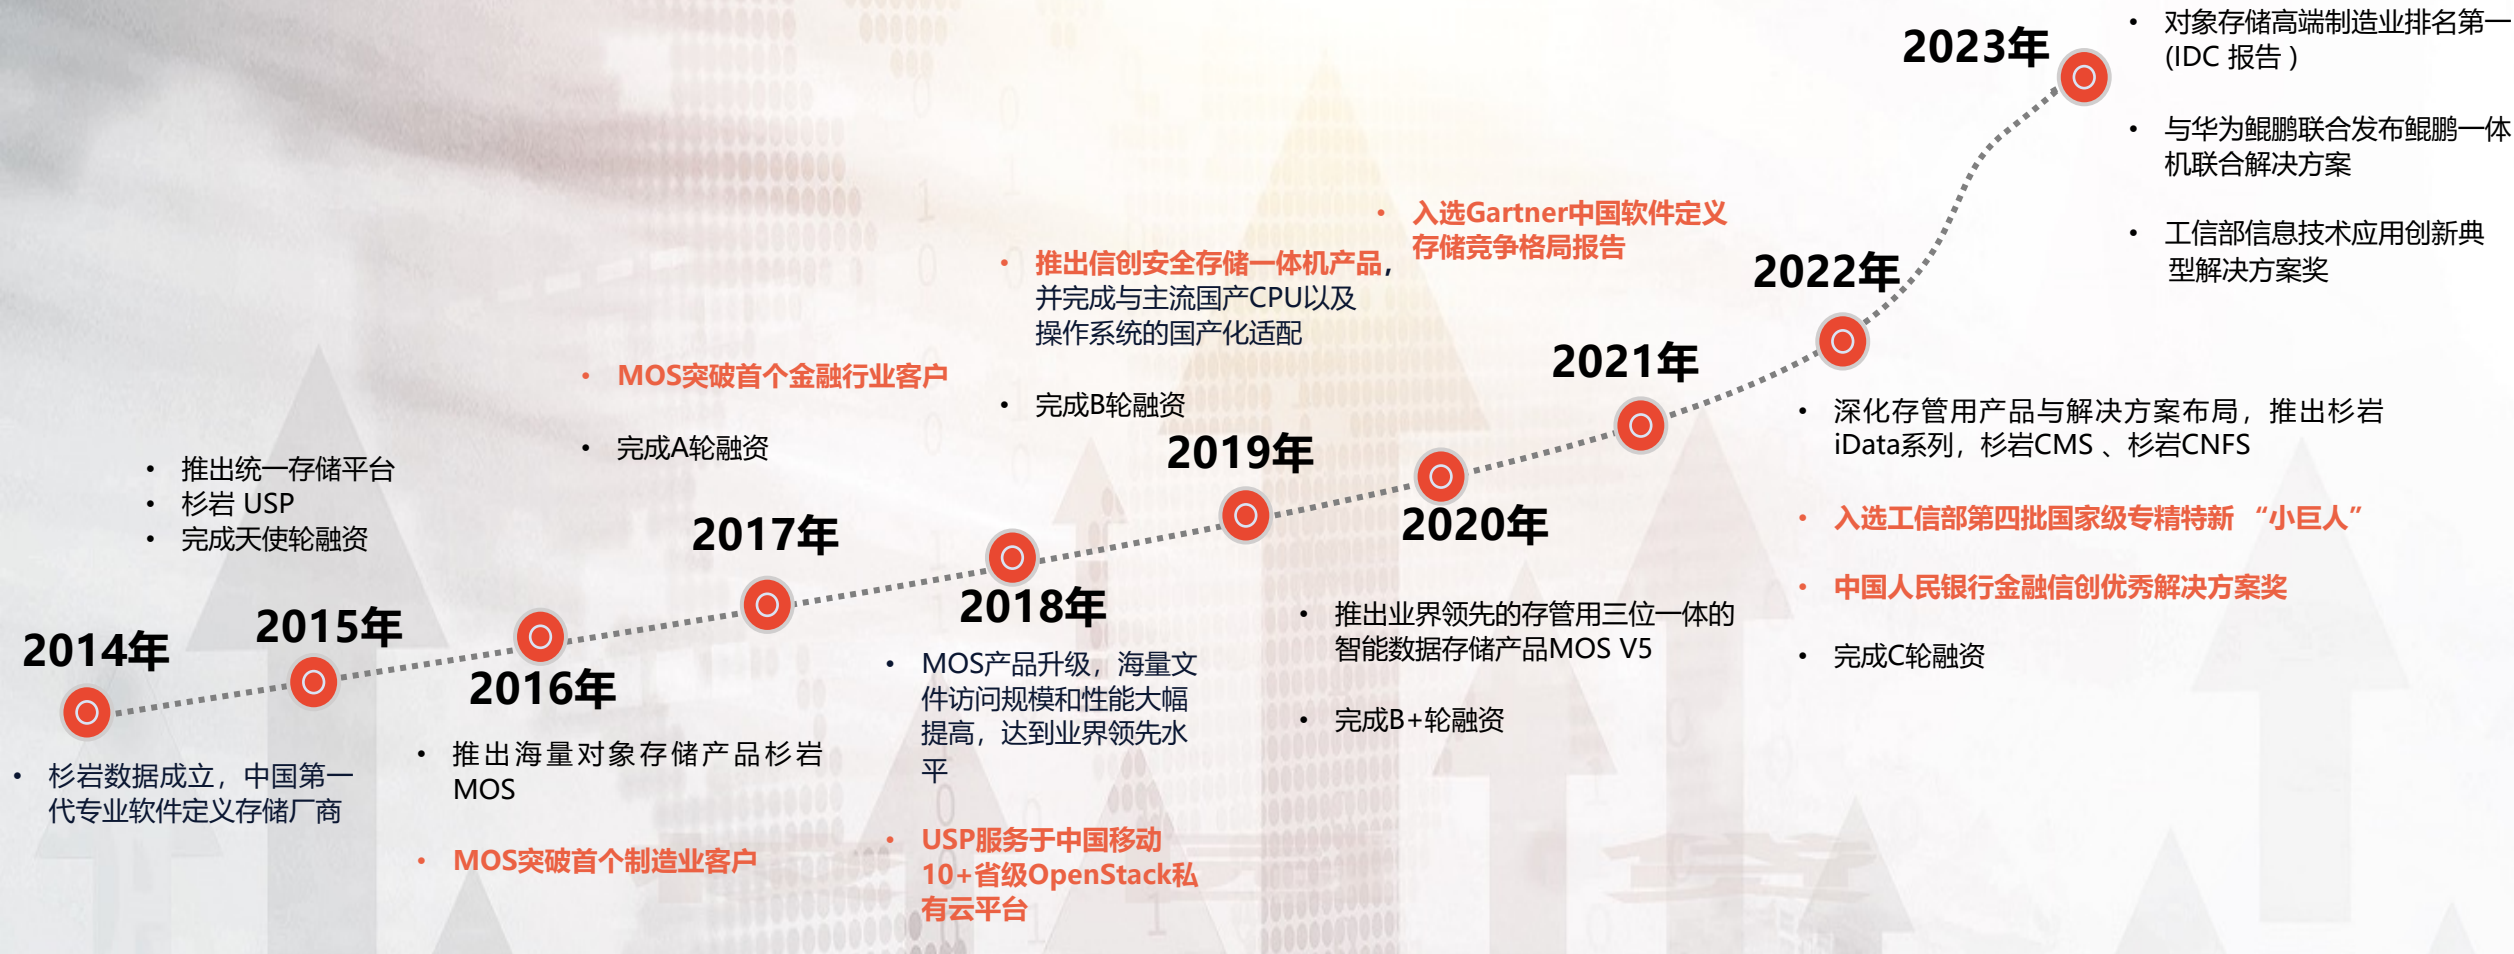 2014年
• 杉岩数据成立，中国第一
代专业软件定义存储厂商
• 推出统一存储平台
• 杉岩 USP
• 完成天使轮融资
2015年
2016年
• 推出海量对象存储产品杉岩
MOS
• MOS突破首个制造业客户
• MOS突破首个金融行业客户
• 完成A轮融资
2017年
2018年
• MOS产品升级，海量文
件访问规模和性能大幅
提高，达到业界领先水
平
• USP服务于中国移动
10+省级OpenStack私
有云平台
• 推出信创安全存储一体机产品，
并完成与主流国产CPU以及
操作系统的国产化适配
• 完成B轮融资
2019年
2020年
• 推出业界领先的存管用三位一体的
智能数据存储产品MOS V5
• 完成B+轮融资
• 入选Gartner中国软件定义
存储竞争格局报告
2021年
2022年
• 深化存管用产品与解决方案布局，推出杉岩
iData系列，杉岩CMS 、杉岩CNFS
• 入选工信部第四批国家级专精特新 “小巨人”
• 中国人民银行金融信创优秀解决方案奖
• 完成C轮融资
2023年
• 对象存储高端制造业排名第一
(IDC 报告 )
• 与华为鲲鹏联合发布鲲鹏一体
机联合解决方案
• 工信部信息技术应用创新典
型解决方案奖